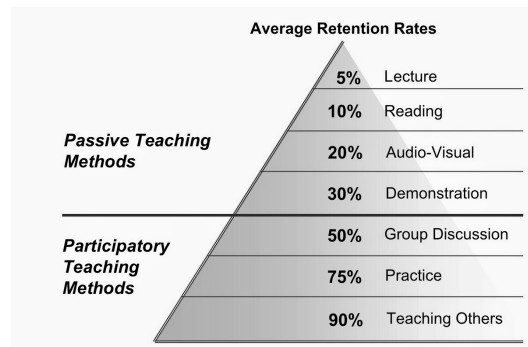 Average Retention Rates
5% Lecture
10% Reading
Passive Teaching
Methods
20% Audio-Visual
30% Demonstration
50% Group Discussion
Participatory
Teaching
Methods
75% Practice
90% Teaching Others